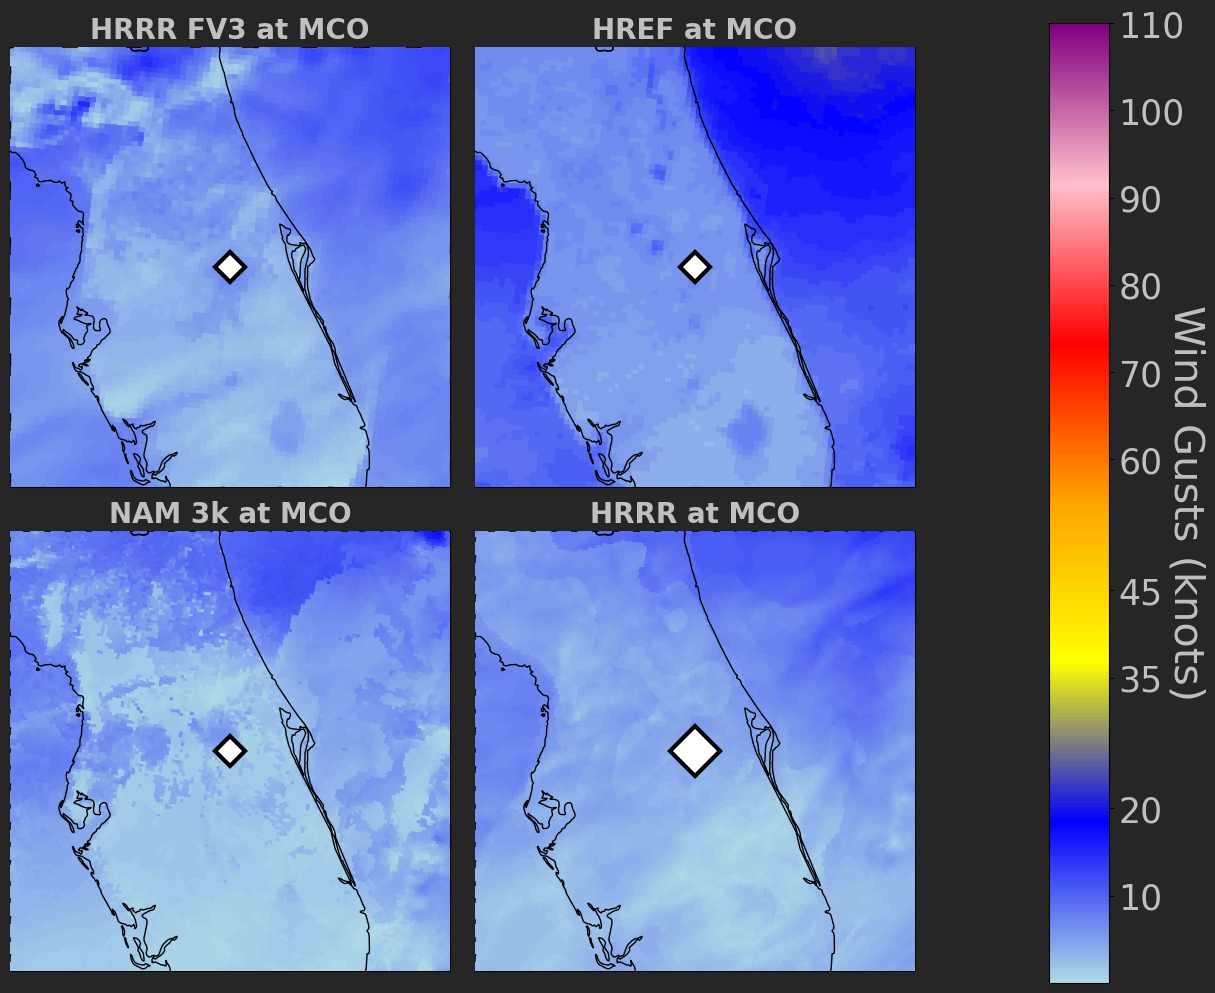 HRRR FV3 at MCO
HREF at MCO
NAM 3k at MCO
HRRR at MCO
110
100
90
80
70
60
45
35
20
10
Wind Gusts (knots)